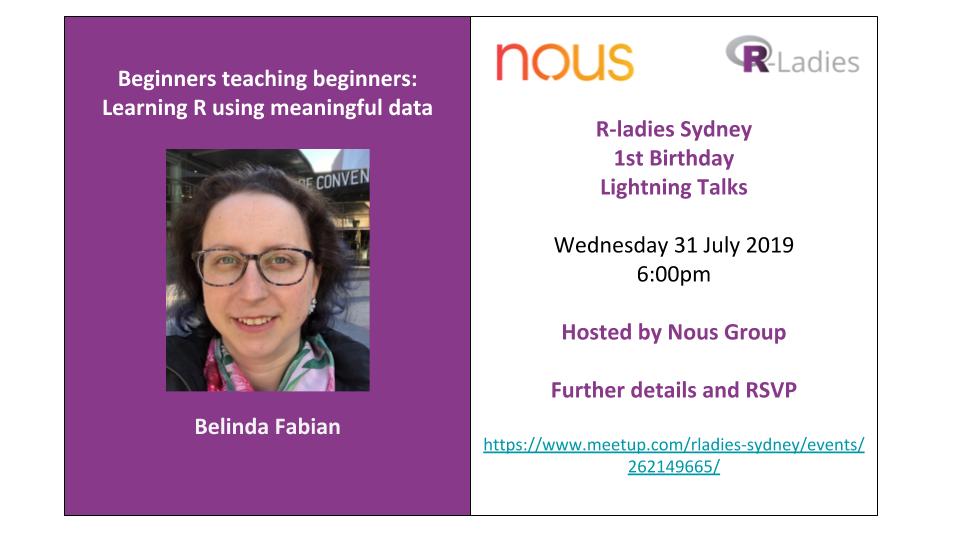 Beginners teaching beginners:
Learning R using meaningful data
CONVEN
Belinda Fabian
nous
R-Ladies
R-ladies Sydney
1st Birthday
Lightning Talks
Wednesday 31 July 2019
6:00pm
Hosted by Nous Group
Further details and RSVP
https://www.meetup.com/rladies-sydney/events/
262149665/